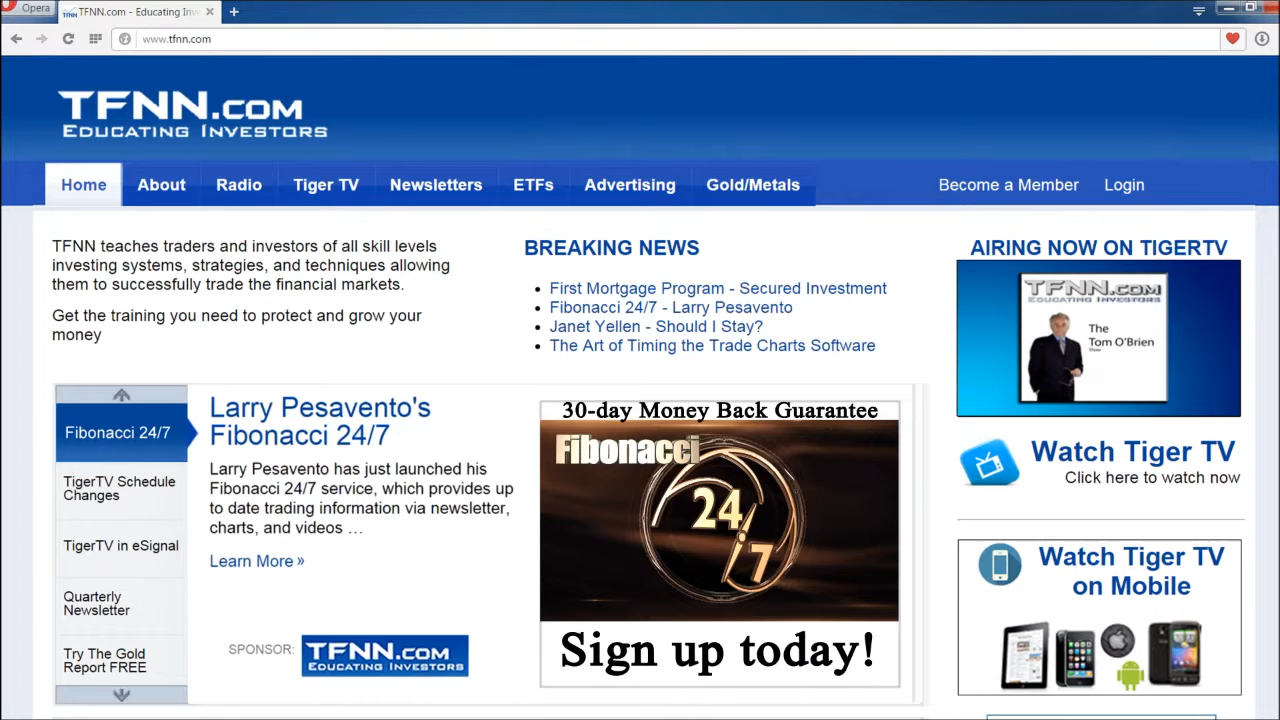 Opera
TFNN.com - Educating Inv
www.tfnn.com
TFNN.COM
EDUCATING INVESTORS
Home
About
Radio
Tiger TV
Newsletters
ETFs
Advertising
Gold/Metals
Become a Member
Login
TFNN teaches traders and investors of all skill levels
investing systems, strategies, and techniques allowing
them to successfully trade the financial markets.
Get the training you need to protect and grow your
money
BREAKING NEWS
First Mortgage Program - Secured Investment
Fibonacci 24/7 - Larry Pesavento
Janet Yellen - Should I Stay?
The Art of Timing the Trade Charts Software
AIRING NOW ON TIGERTV
TFNN.COM
EDUCATING INVESTORS
The
Tom O'Brien
Show
Watch Tiger TV
Click here to watch now
Watch Tiger TV
on Mobile
Fibonacci 24/7
TigerTV Schedule
Changes
TigerTV in eSignal
Quarterly
Newsletter
Try The Gold
Report FREE
Larry Pesavento's
Fibonacci 24/7
Larry Pesavento has just launched his
Fibonacci 24/7 service, which provides up
to date trading information via newsletter,
charts, and videos …
Learn More »
SPONSOR:
TFNN.COM
EDUCATING INVESTORS
30-day Money Back Guarantee
Fibonacci
24/7
Sign up today!